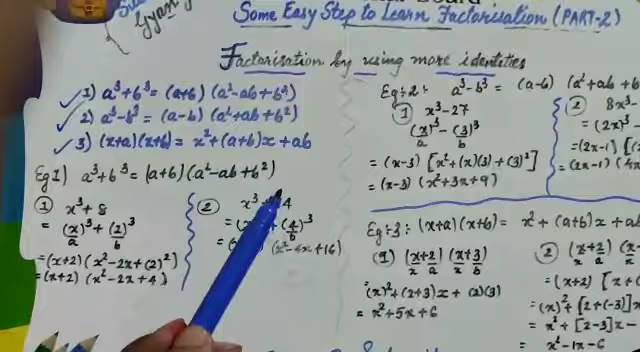 Some Easy Step to Learn Factorisation (PART-2)
Gyan
Factorisation by using more identities
1) a³+b³ = (a+b) (a²-ab+b²)
2) a³-b³ = (a-b) (a²+ab+b²)
3) (x+a)(x+b) = x²+(a+b)x+ab
Eg 1) a³+b³ = (a+b)(a²-ab+b²)
① x³+8
= (x)³ + (2)³
a b
=(x+2)(x²-2x+(2)²)
=(x+2) (x²-2x+4)
② x³ 4
+ (4)³
b
(x²-4x+16)
Eg:2: a³-b³ = (a-b) (a²+ab+b
① x³-27
(x)³ - (3)³
a b
= (x-3) [x²+(x)(3)+(3)²]
= (x-3) (x²+3x+9)
② 8x³-
= (2x)³-
= (2x-1) [(
= (2x-1) (4x
Eg:3: (x+a)(x+b) = x²+(a+b)x+ab
(1) (x+2) (x+3)
x a x b
(x)²+(2+3)x+(2)(3)
= x²+5x+6
2) (x+2) (x
x a x
= (x+2) [x+(
= (x)²+[2+(-3)]x
= x²+[2-3]x-
= x²-1x-6